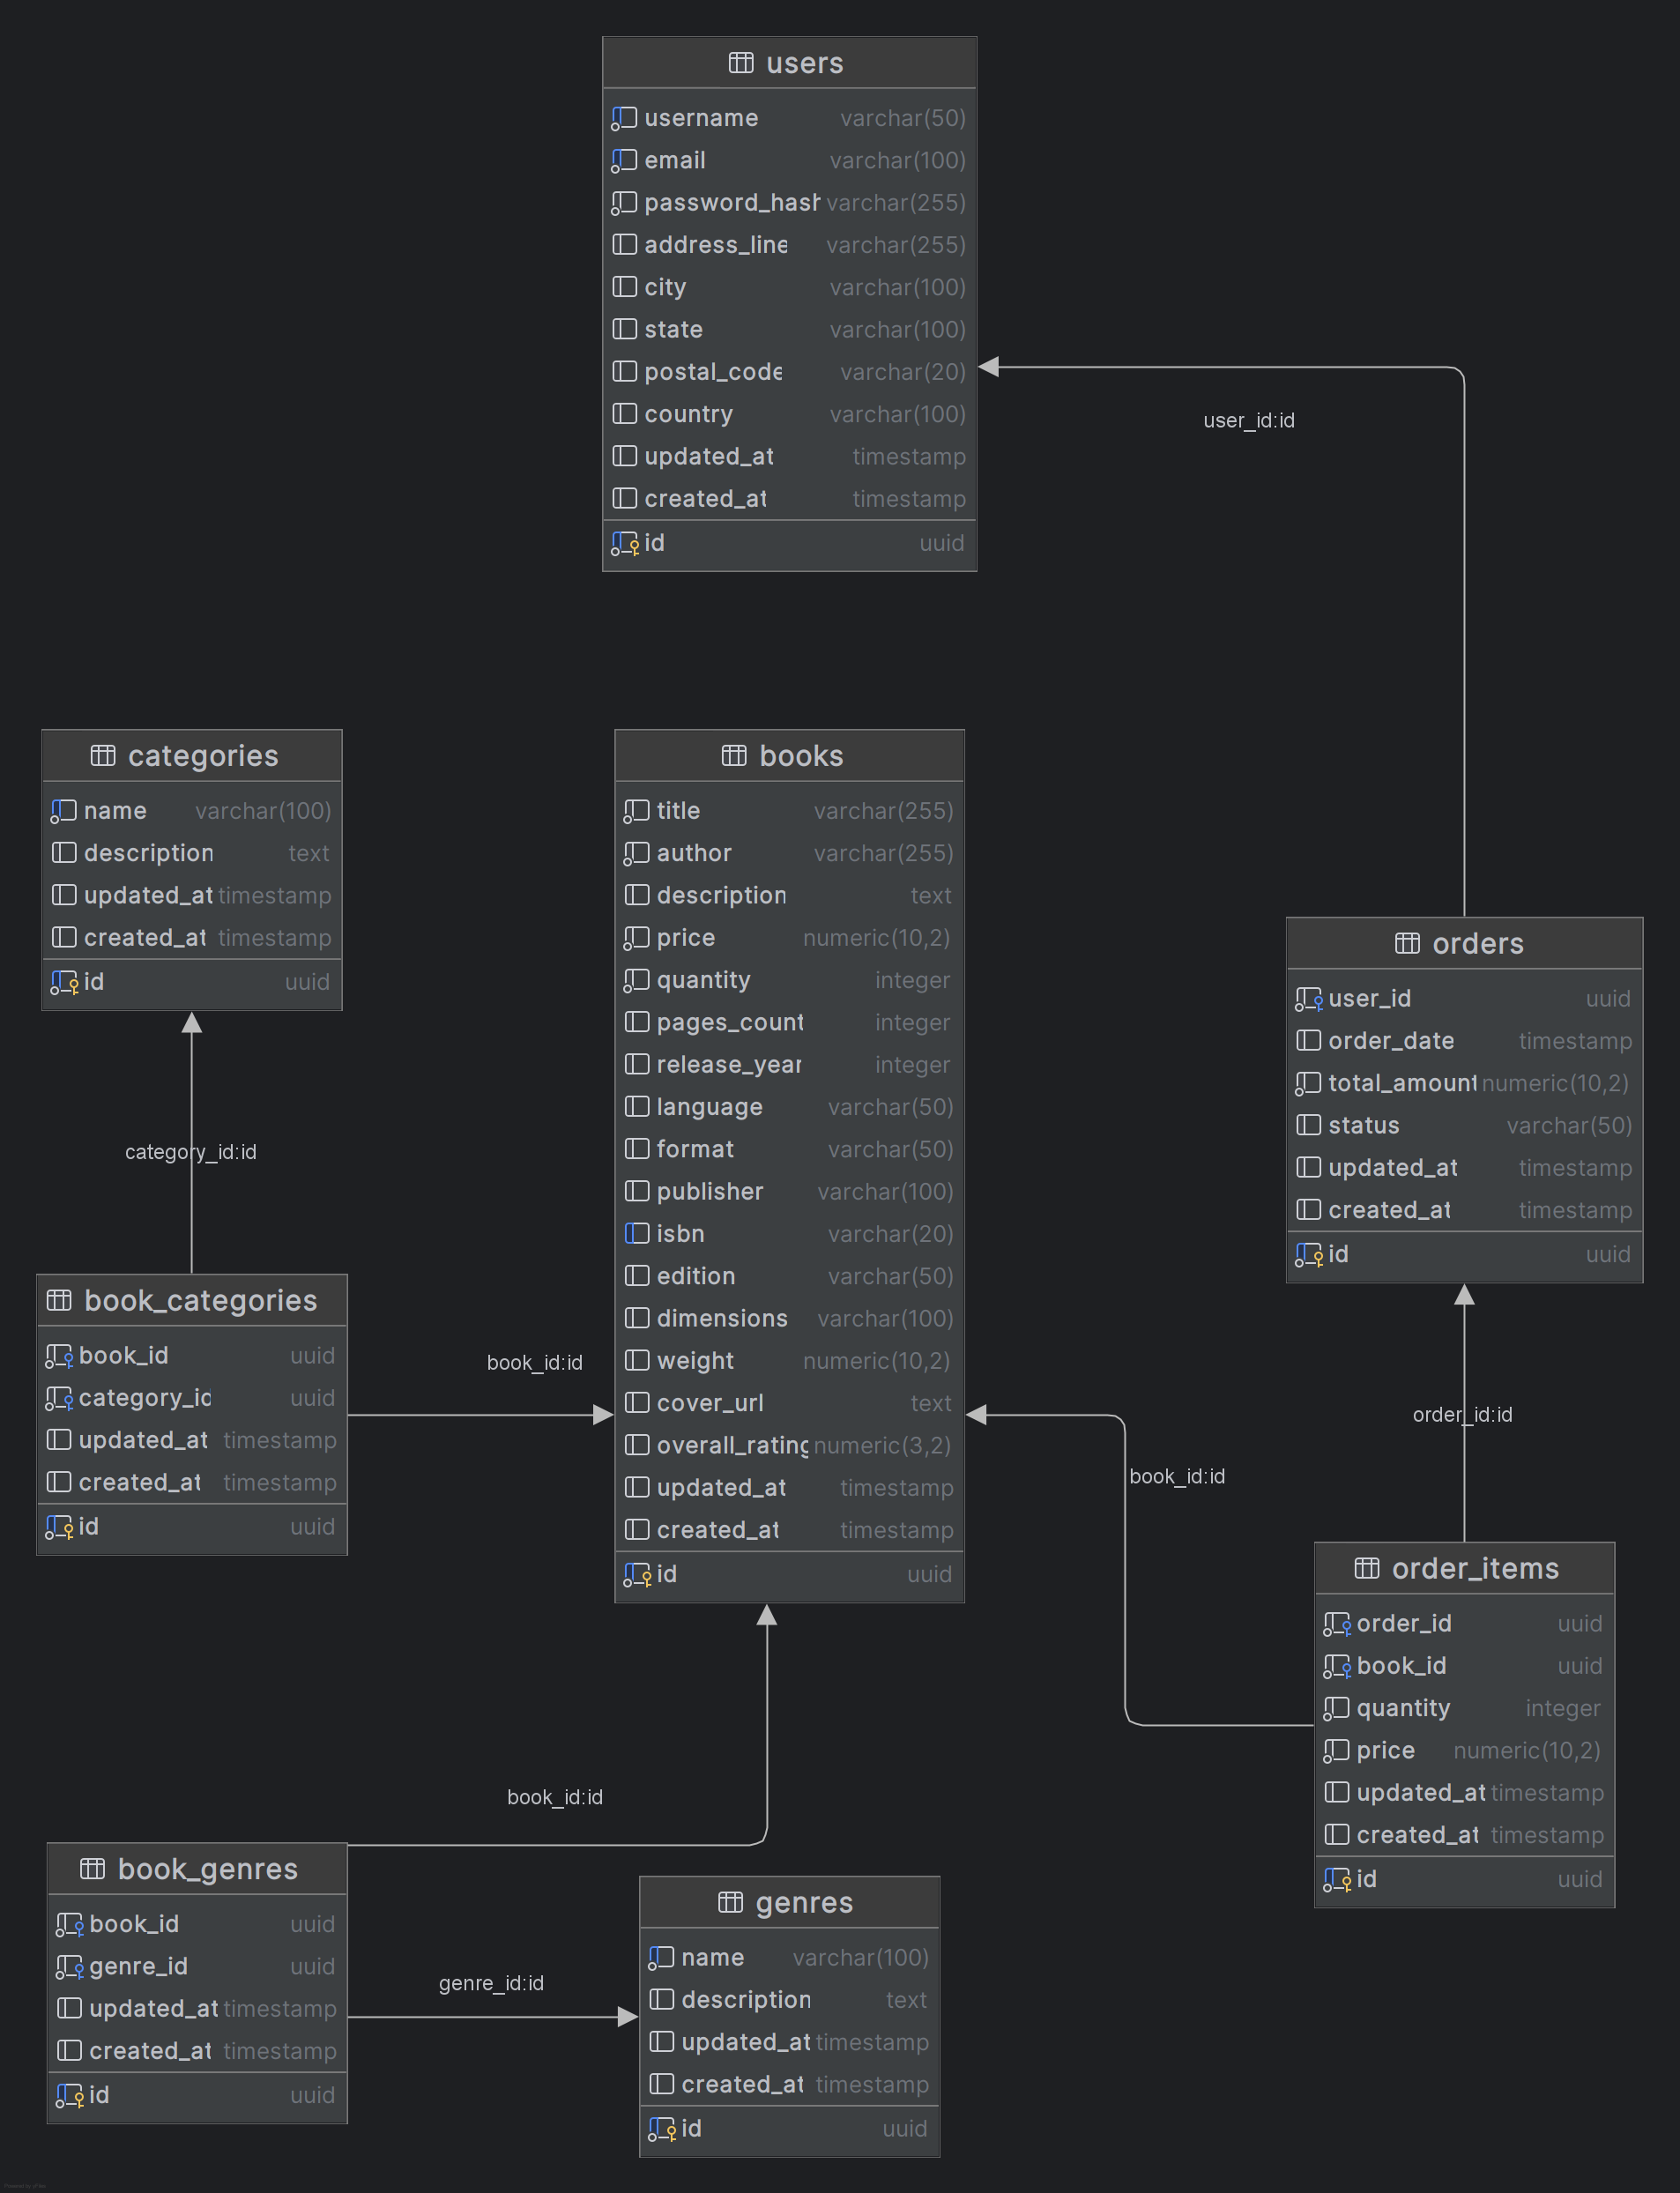 users
username varchar(50)
email varchar(100)
password_hash varchar(255)
address_line varchar(255)
city varchar(100)
state varchar(100)
postal_code varchar(20)
country varchar(100)
updated_at timestamp
created_at timestamp
id uuid
user_id:id
categories
name varchar(100)
description text
updated_at timestamp
created_at timestamp
id uuid
category_id:id
book_categories
book_id uuid
category_id uuid
updated_at timestamp
created_at timestamp
id uuid
book_id:id
books
title varchar(255)
author varchar(255)
description text
price numeric(10,2)
quantity integer
pages_count integer
release_year integer
language varchar(50)
format varchar(50)
publisher varchar(100)
isbn varchar(20)
edition varchar(50)
dimensions varchar(100)
weight numeric(10,2)
cover_url text
overall_rating numeric(3,2)
updated_at timestamp
created_at timestamp
id uuid
orders
user_id uuid
order_date timestamp
total_amount numeric(10,2)
status varchar(50)
updated_at timestamp
created_at timestamp
id uuid
order_id:id
book_id:id
order_items
order_id uuid
book_id uuid
quantity integer
price numeric(10,2)
updated_at timestamp
created_at timestamp
id uuid
book_id:id
book_genres
book_id uuid
genre_id uuid
updated_at timestamp
created_at timestamp
id uuid
genre_id:id
genres
name varchar(100)
description text
updated_at timestamp
created_at timestamp
id uuid